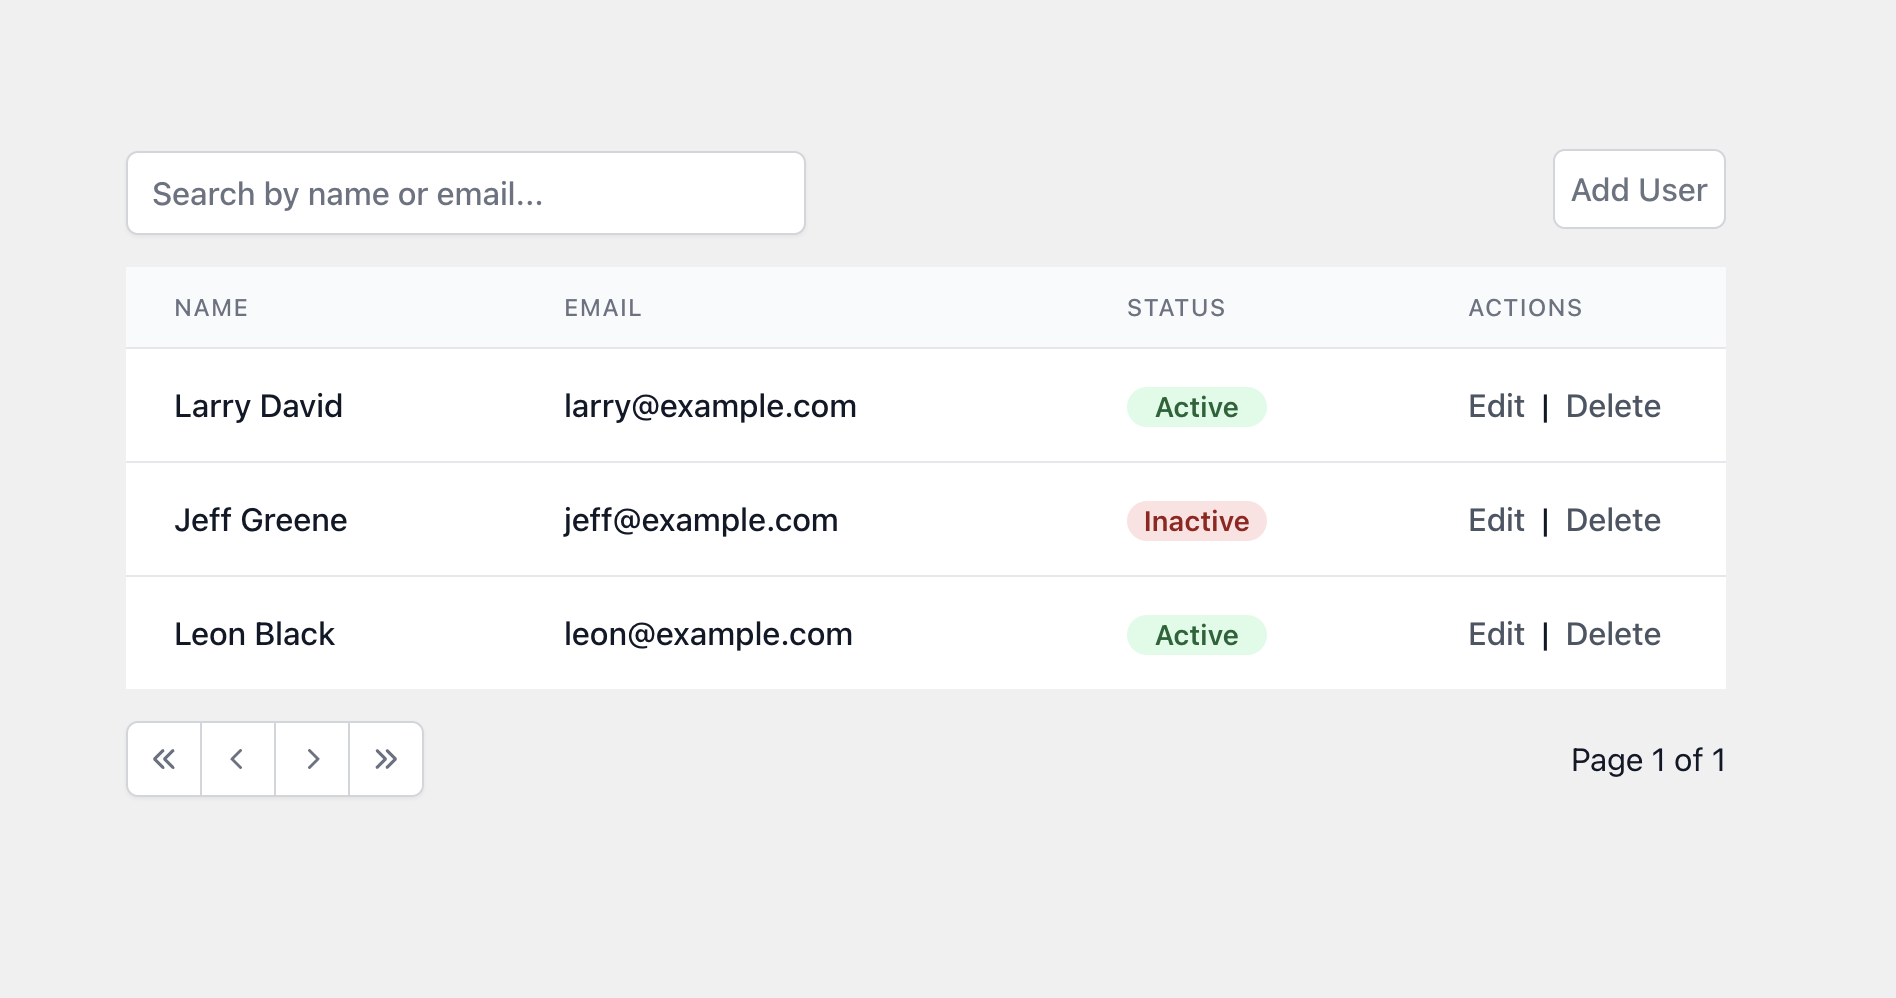 Search by name or email...
Add User
NAME EMAIL STATUS ACTIONS
Larry David larry@example.com Active Edit | Delete
Jeff Greene jeff@example.com Inactive Edit | Delete
Leon Black leon@example.com Active Edit | Delete
« ‹ › »
Page 1 of 1